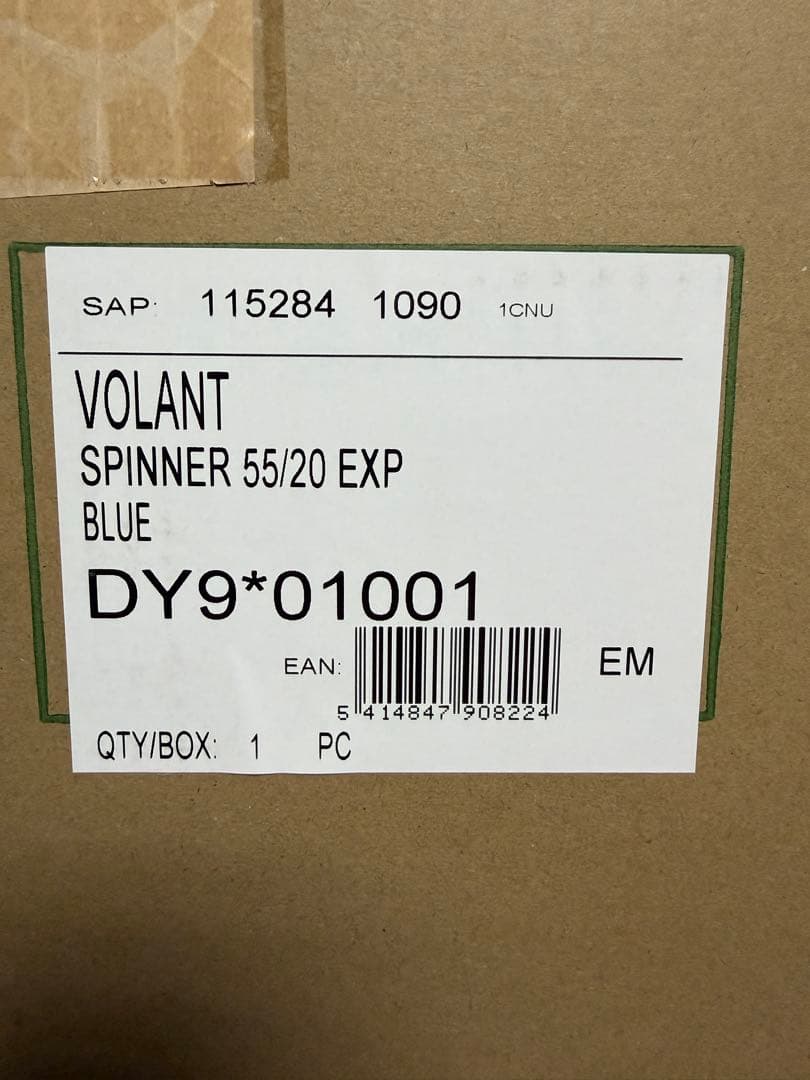 SAP: 115284 1090 1CNU
VOLANT
SPINNER 55/20 EXP
BLUE
DY9*01001
EAN: EM
5 414847 908224
QTY/BOX: 1 PC